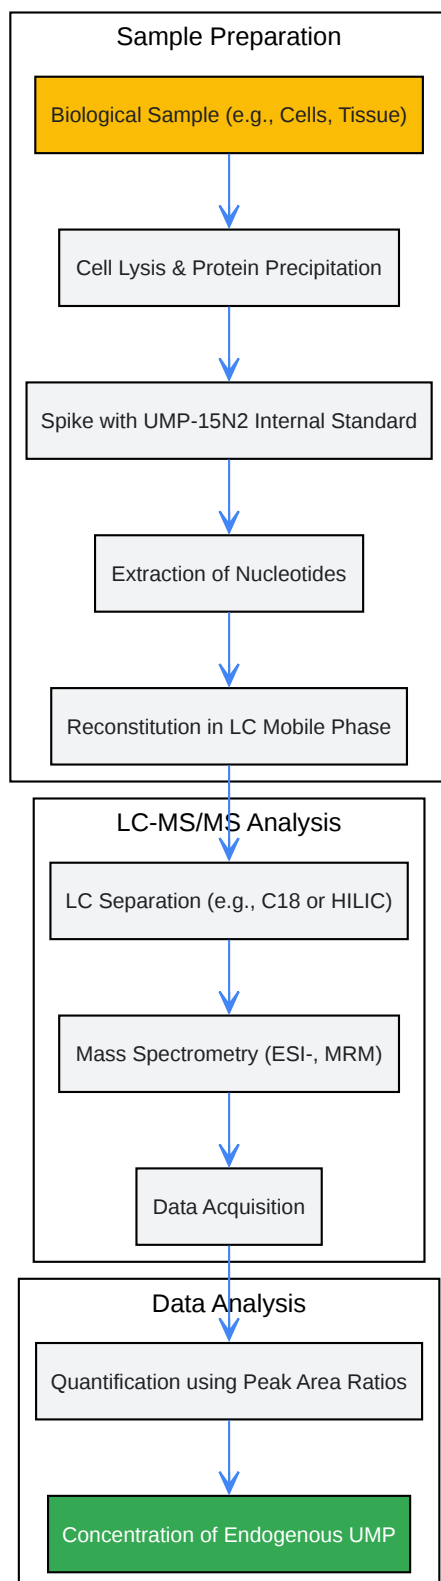 Sample Preparation
Biological Sample (e.g., Cells, Tissue)
Cell Lysis & Protein Precipitation
Spike with UMP-15N2 Internal Standard
Extraction of Nucleotides
Reconstitution in LC Mobile Phase
LC-MS/MS Analysis
LC Separation (e.g., C18 or HILIC)
Mass Spectrometry (ESI-, MRM)
Data Acquisition
Data Analysis
Quantification using Peak Area Ratios
Concentration of Endogenous UMP